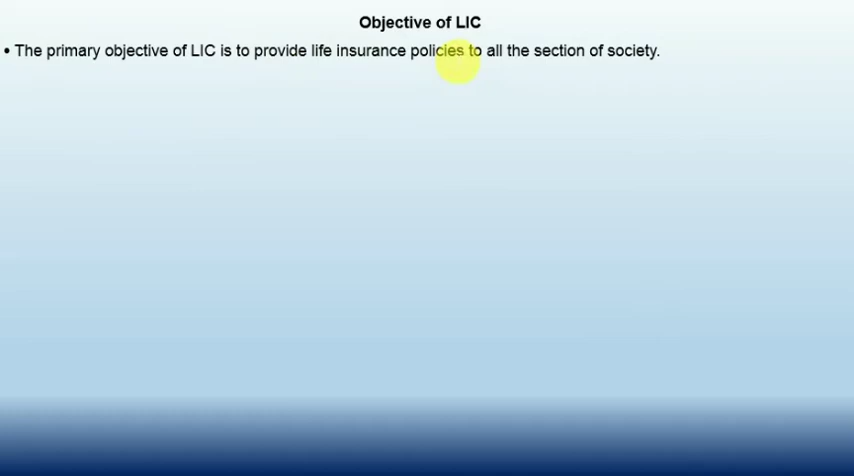 Objective of LIC
• The primary objective of LIC is to provide life insurance policies to all the section of society.